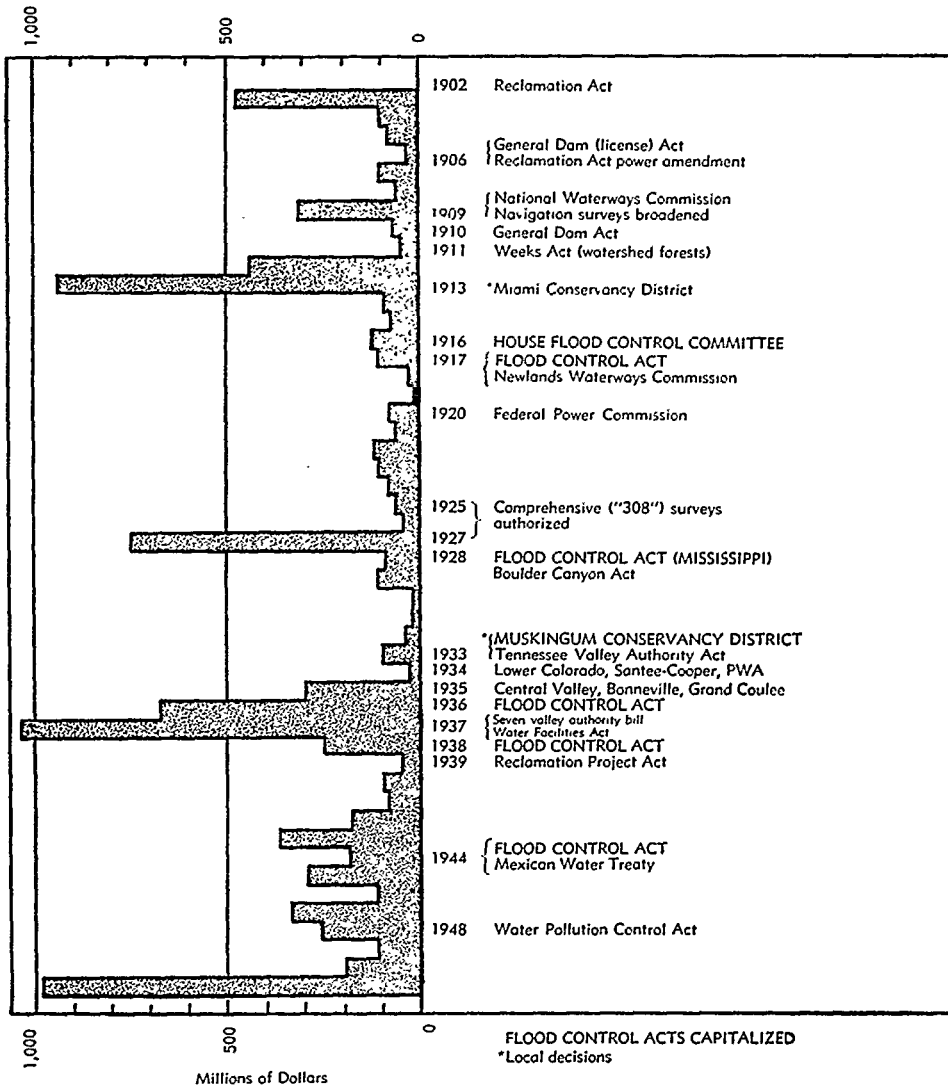 1,000
500
0
1902 Reclamation Act
General Dam (license) Act
1906 Reclamation Act power amendment
National Waterways Commission
1909 Navigation surveys broadened
1910 General Dam Act
1911 Weeks Act (watershed forests)
1913 *Miami Conservancy District
1916 HOUSE FLOOD CONTROL COMMITTEE
1917 FLOOD CONTROL ACT
Newlands Waterways Commission
1920 Federal Power Commission
1925 Comprehensive ("308") surveys
authorized
1927
1928 FLOOD CONTROL ACT (MISSISSIPPI)
Boulder Canyon Act
*MUSKINGUM CONSERVANCY DISTRICT
1933 Tennessee Valley Authority Act
1934 Lower Colorado, Santee-Cooper, PWA
1935 Central Valley, Bonneville, Grand Coulee
1936 FLOOD CONTROL ACT
1937 Seven valley authority bill
Water Facilities Act
1938 FLOOD CONTROL ACT
1939 Reclamation Project Act
FLOOD CONTROL ACT
1944 Mexican Water Treaty
1948 Water Pollution Control Act
1,000
500
0
FLOOD CONTROL ACTS CAPITALIZED
*Local decisions
Millions of Dollars